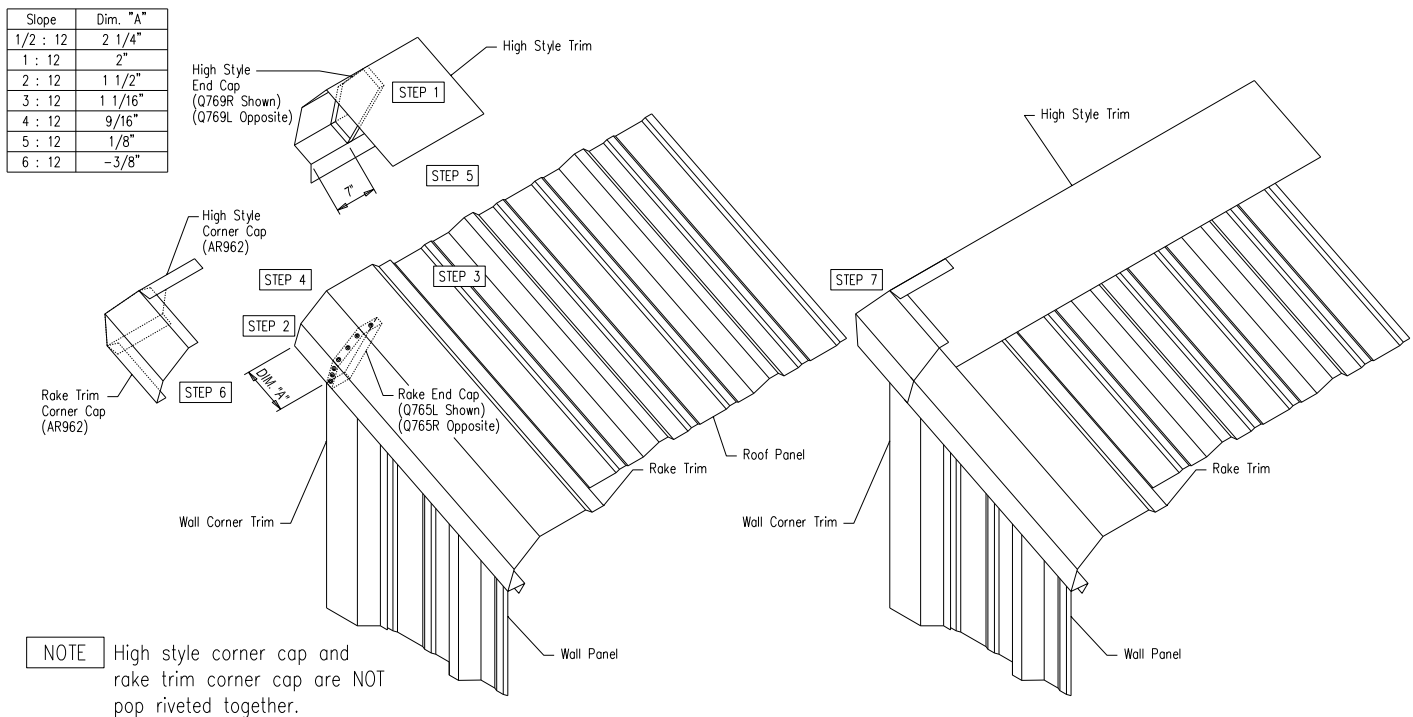 Slope Dim. "A"
1/2 : 12 2 1/4"
1 : 12 2"
2 : 12 1 1/2"
3 : 12 1 1/16"
4 : 12 9/16"
5 : 12 1/8"
6 : 12 -3/8"
High Style
End Cap
(Q769R Shown)
(Q769L Opposite)
High Style Trim
STEP 1
7"
STEP 5
High Style
Corner Cap
(AR962)
STEP 4
STEP 3
STEP 2
DIM. "A"
Rake Trim
Corner Cap
(AR962)
STEP 6
Rake End Cap
(Q765L Shown)
(Q765R Opposite)
Roof Panel
Rake Trim
Wall Corner Trim
Wall Panel
High Style Trim
STEP 7
Rake Trim
Wall Corner Trim
Wall Panel
NOTE High style corner cap and
rake trim corner cap are NOT
pop riveted together.